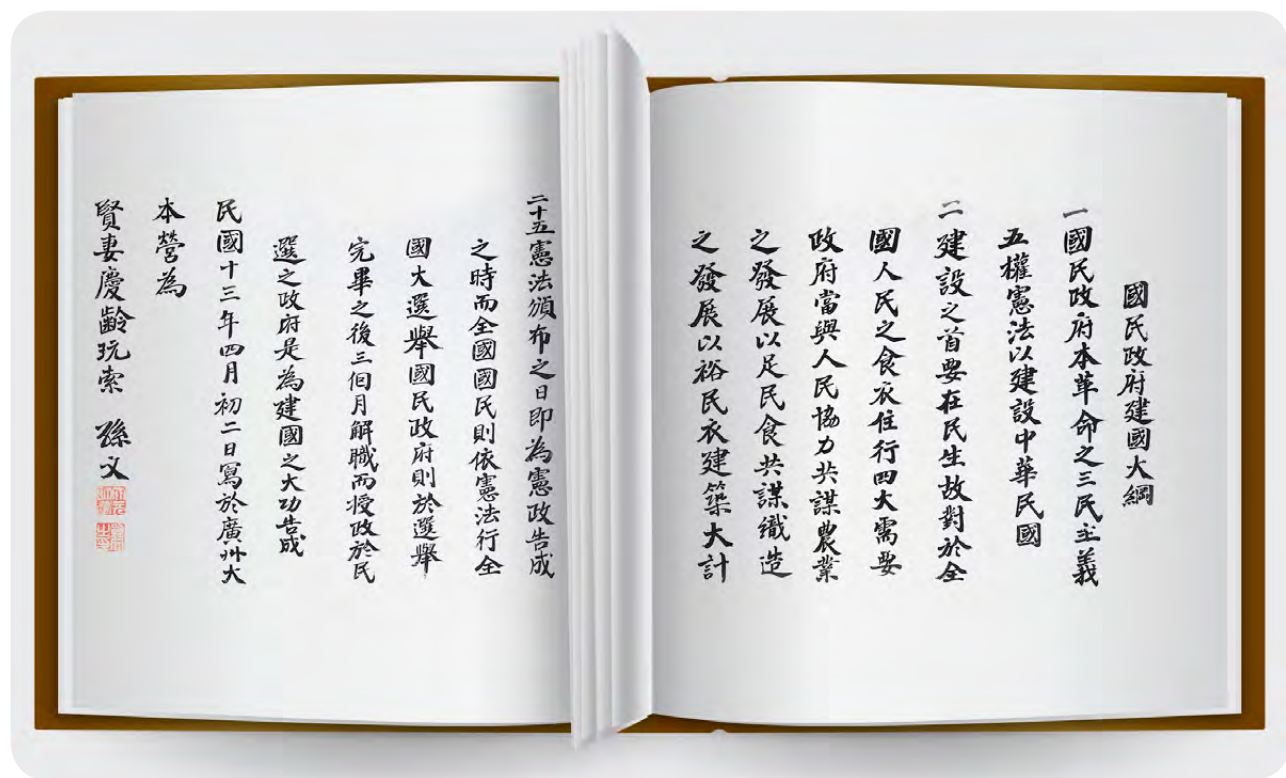 國民政府建國大綱
一國民政府本革命之三民主義
五權憲法以建設中華民國
二建設之首要在民生故對於全
國人民之食衣住行四大需要
政府當與人民協力共謀農業
之發展以足民食共謀織造
之發展以裕民衣建築大計
二十五憲法頒布之日即為憲政告成
之時而全國國民則依憲法行全
國大選舉國民政府則於選舉
完畢之後三個月解職而授政於民
選之政府是為建國之大功告成
民國十三年四月初二日寫於廣州大
本營為
賢妻慶齡玩索 孫文